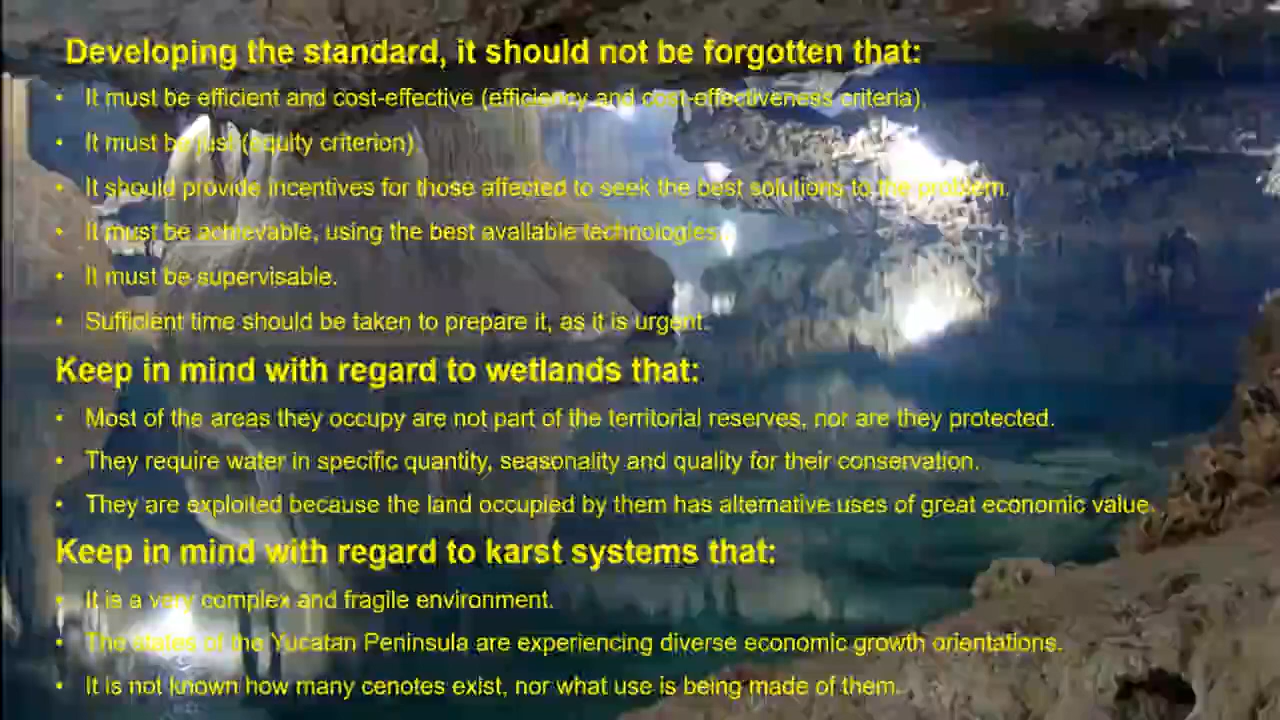 Developing the standard, it should not be forgotten that:
• It must be efficient and cost-effective (efficiency and cost-effectiveness criteria).
• It must be just (equity criterion)
• It should provide incentives for those affected to seek the best solutions to the problem.
• It must be achievable, using the best available technologies.
• It must be supervisable.
• Sufficient time should be taken to prepare it, as it is urgent.
Keep in mind with regard to wetlands that:
• Most of the areas they occupy are not part of the territorial reserves, nor are they protected.
• They require water in specific quantity, seasonality and quality for their conservation.
• They are exploited because the land occupied by them has alternative uses of great economic value.
Keep in mind with regard to karst systems that:
• It is a very complex and fragile environment.
• The states of the Yucatan Peninsula are experiencing diverse economic growth orientations.
• It is not known how many cenotes exist, nor what use is being made of them.